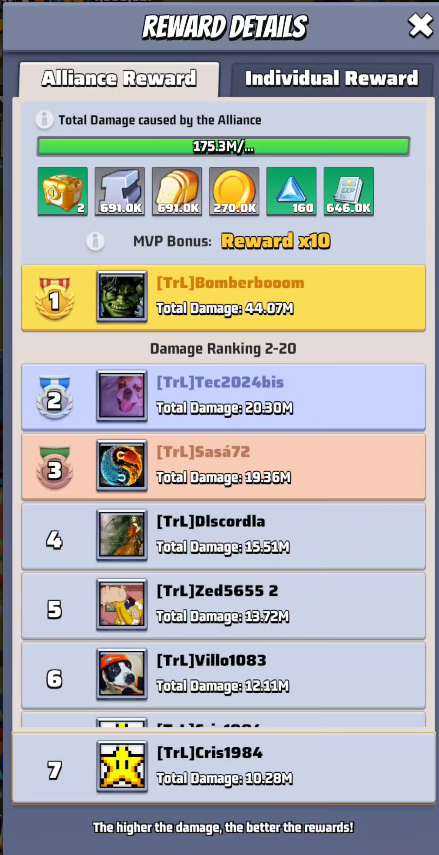 REWARD DETAILS
Alliance Reward
Individual Reward
Total Damage caused by the Alliance
175.3M/...
2
691.0K
691.0K
270.0K
160
EXP
646.0K
MVP Bonus: Reward x10
1
[TrL]Bomberbooom
Total Damage: 44.07M
Damage Ranking 2-20
2
[TrL]Tec2024bis
Total Damage: 20.30M
3
[TrL]Sasá72
Total Damage: 19.36M
4
[TrL]Dlscordla
Total Damage: 15.51M
5
[TrL]Zed5655 2
Total Damage: 13.72M
6
[TrL]Villo1083
Total Damage: 12.11M
7
[TrL]Cris1984
Total Damage: 10.28M
The higher the damage, the better the rewards!